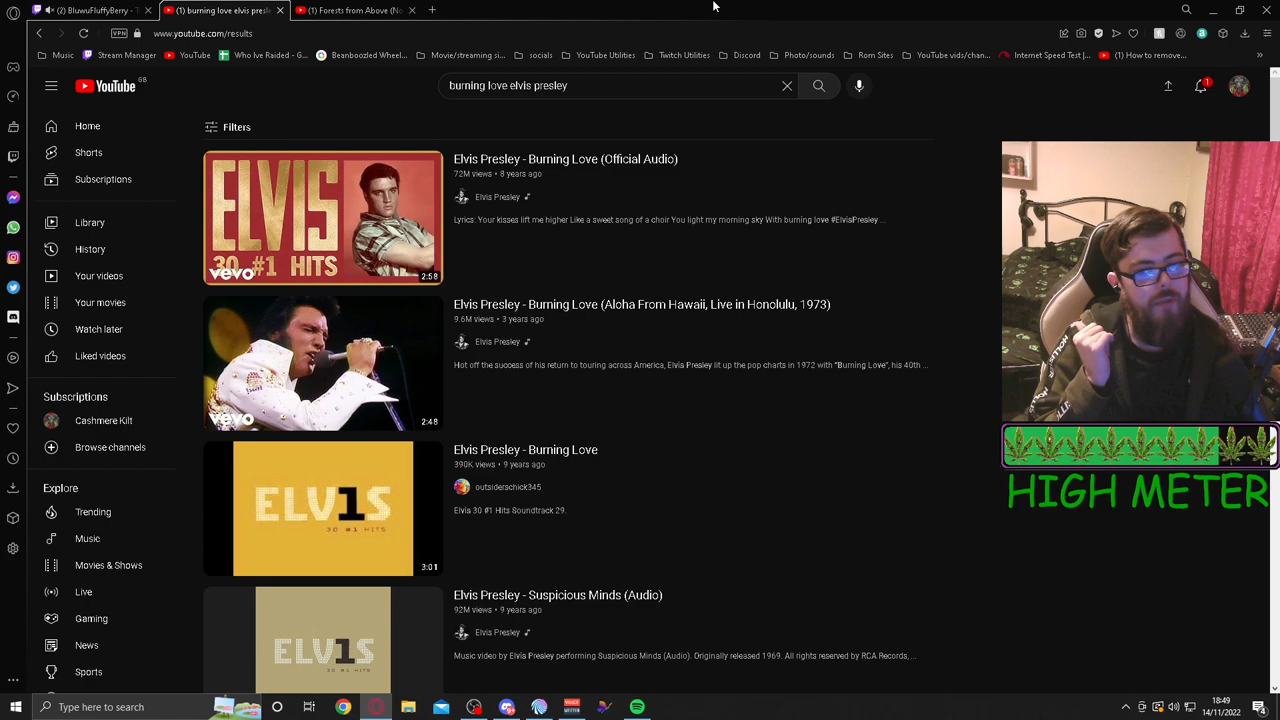 (2) BluwuFluffyBerry - T
(1) burning love elvis presle
(1) Forests from Above (No
VPN
www.youtube.com/results
Music
Stream Manager
YouTube
Who Ive Raided - G...
Beanboozled Wheel...
Movie/streaming si...
socials
YouTube Utilities
Twitch Utilities
Discord
Photo/sounds
Rom Sites
YouTube vids/chan...
Internet Speed Test |...
(1) How to remove...
YouTube
GB
burning love elvis presley
1
Home
Shorts
Subscriptions
Library
History
Your videos
Your movies
Watch later
Liked videos
Subscriptions
Cashmere Kilt
Browse channels
Explore
Trending
Music
Movies & Shows
Live
Gaming
News
Sports
Filters
ELVIS
30 #1 HITS
vevo
2:58
Elvis Presley - Burning Love (Official Audio)
72M views • 8 years ago
Elvis Presley
Lyrics: Your kisses lift me higher Like a sweet song of a choir You light my morning sky With burning love #ElvisPresley ...
vevo
2:48
Elvis Presley - Burning Love (Aloha From Hawaii, Live in Honolulu, 1973)
9.6M views • 3 years ago
Elvis Presley
Hot off the success of his return to touring across America, Elvis Presley lit up the pop charts in 1972 with “Burning Love”, his 40th ...
ELV1S
30 #1 HITS
3:01
Elvis Presley - Burning Love
390K views • 9 years ago
outsiderschick345
Elvis 30 #1 Hits Soundtrack 29.
ELV1S
30 #1 HITS
Elvis Presley - Suspicious Minds (Audio)
92M views • 9 years ago
Elvis Presley
Music video by Elvis Presley performing Suspicious Minds (Audio). Originally released 1969. All rights reserved by RCA Records, ...
HIGH METER
Type here to search
18:49
14/11/2022